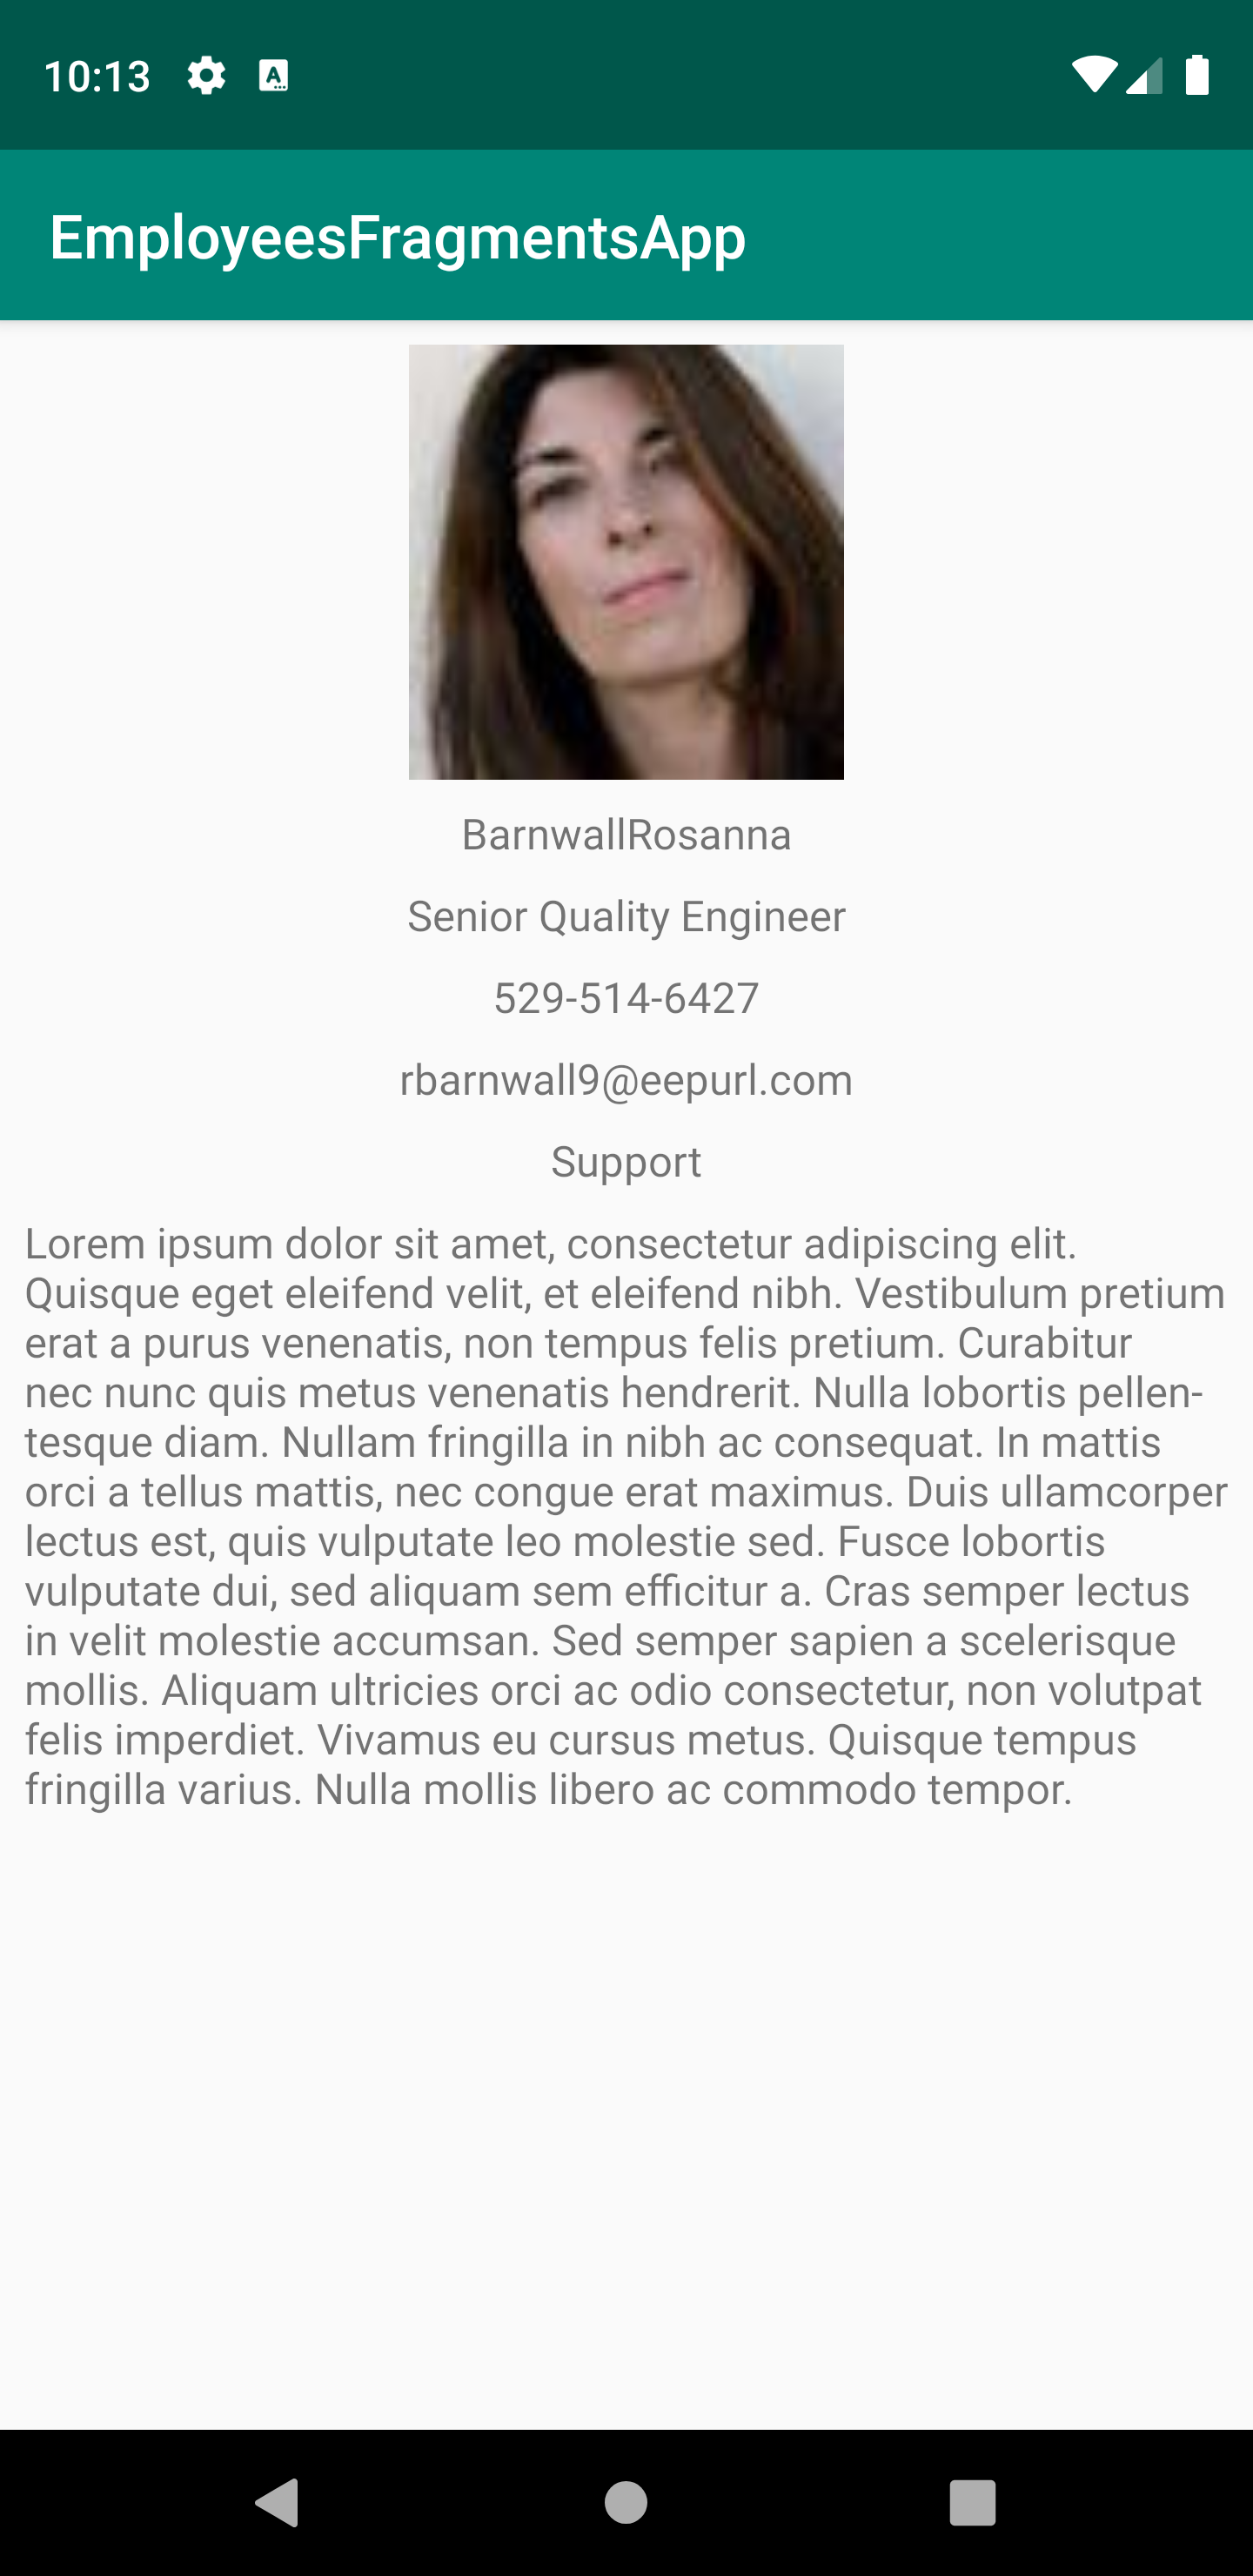 10:13
EmployeesFragmentsApp
BarnwallRosanna
Senior Quality Engineer
529-514-6427
rbarnwall9@eepurl.com
Support
Lorem ipsum dolor sit amet, consectetur adipiscing elit.
Quisque eget eleifend velit, et eleifend nibh. Vestibulum pretium
erat a purus venenatis, non tempus felis pretium. Curabitur
nec nunc quis metus venenatis hendrerit. Nulla lobortis pellen-
tesque diam. Nullam fringilla in nibh ac consequat. In mattis
orci a tellus mattis, nec congue erat maximus. Duis ullamcorper
lectus est, quis vulputate leo molestie sed. Fusce lobortis
vulputate dui, sed aliquam sem efficitur a. Cras semper lectus
in velit molestie accumsan. Sed semper sapien a scelerisque
mollis. Aliquam ultricies orci ac odio consectetur, non volutpat
felis imperdiet. Vivamus eu cursus metus. Quisque tempus
fringilla varius. Nulla mollis libero ac commodo tempor.